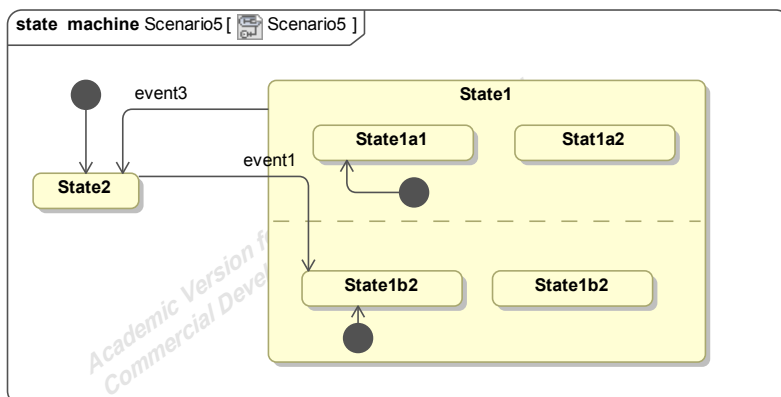 state machine Scenario5 [ Scenario5 ]
event3
State1
State1a1
Stat1a2
event1
State2
State1b2
State1b2
Academic Version f
Commercial Devel